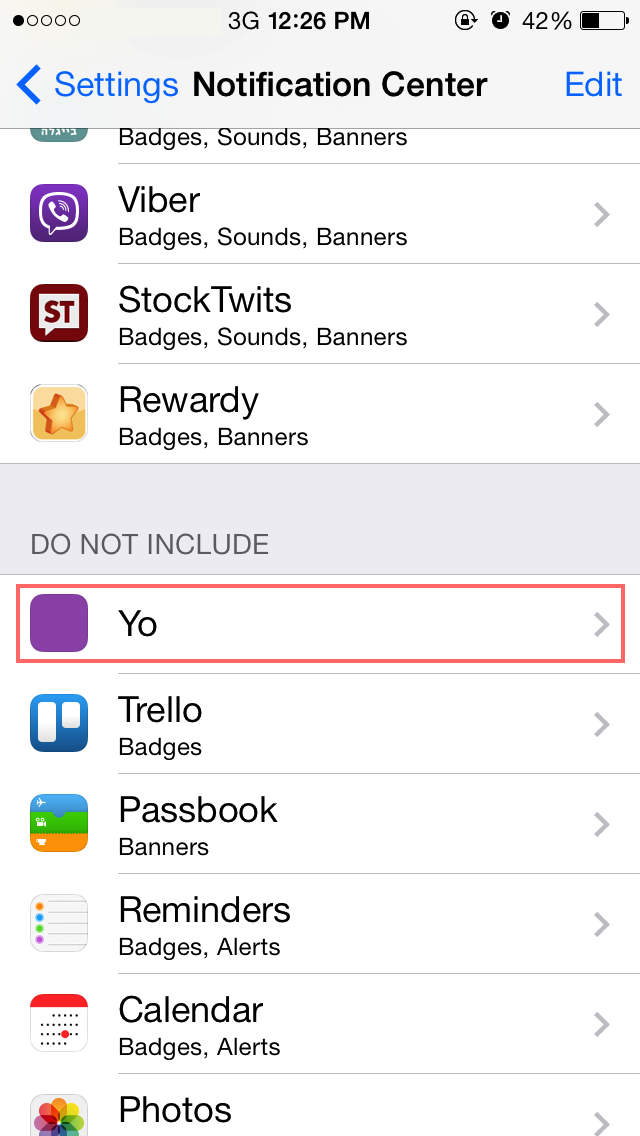 3G 12:26 PM 42%
Settings Notification Center Edit
בייגלה
Badges, Sounds, Banners
Viber
Badges, Sounds, Banners
ST
StockTwits
Badges, Sounds, Banners
Rewardy
Badges, Banners
DO NOT INCLUDE
Yo
Trello
Badges
Passbook
Banners
Reminders
Badges, Alerts
Calendar
Badges, Alerts
Photos